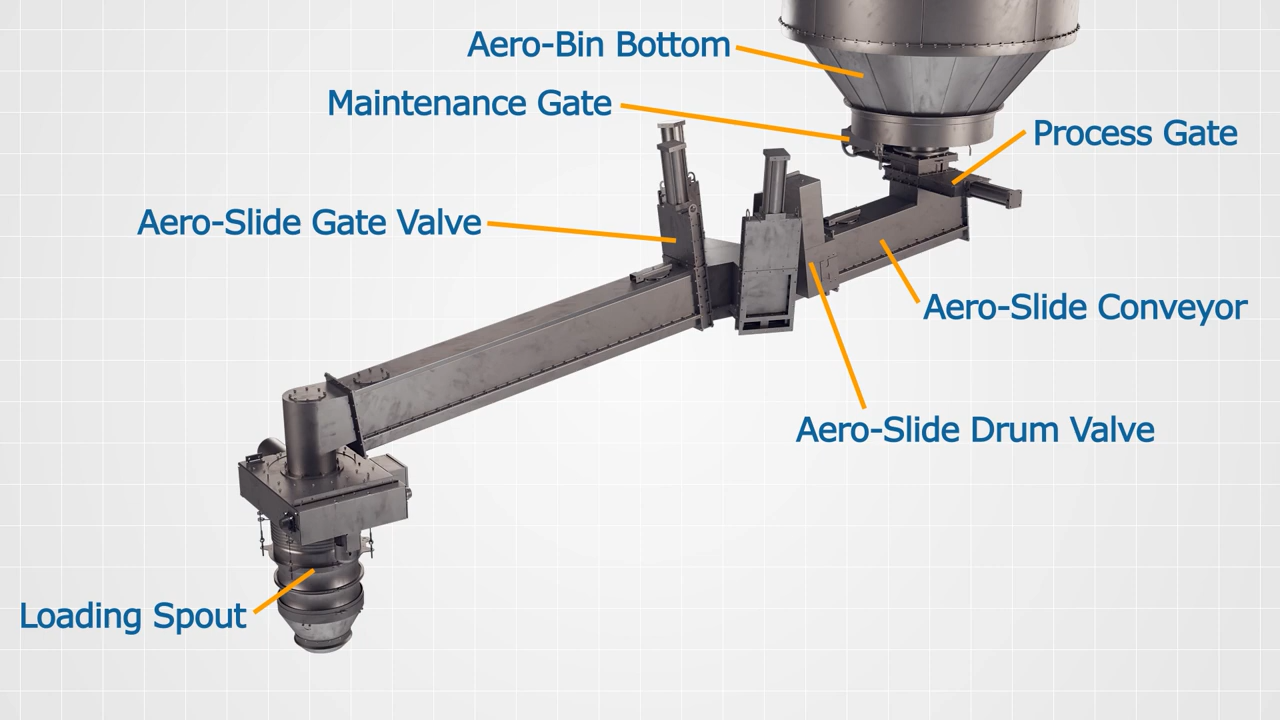 Aero-Bin Bottom
Maintenance Gate
Process Gate
Aero-Slide Gate Valve
Aero-Slide Conveyor
Aero-Slide Drum Valve
Loading Spout